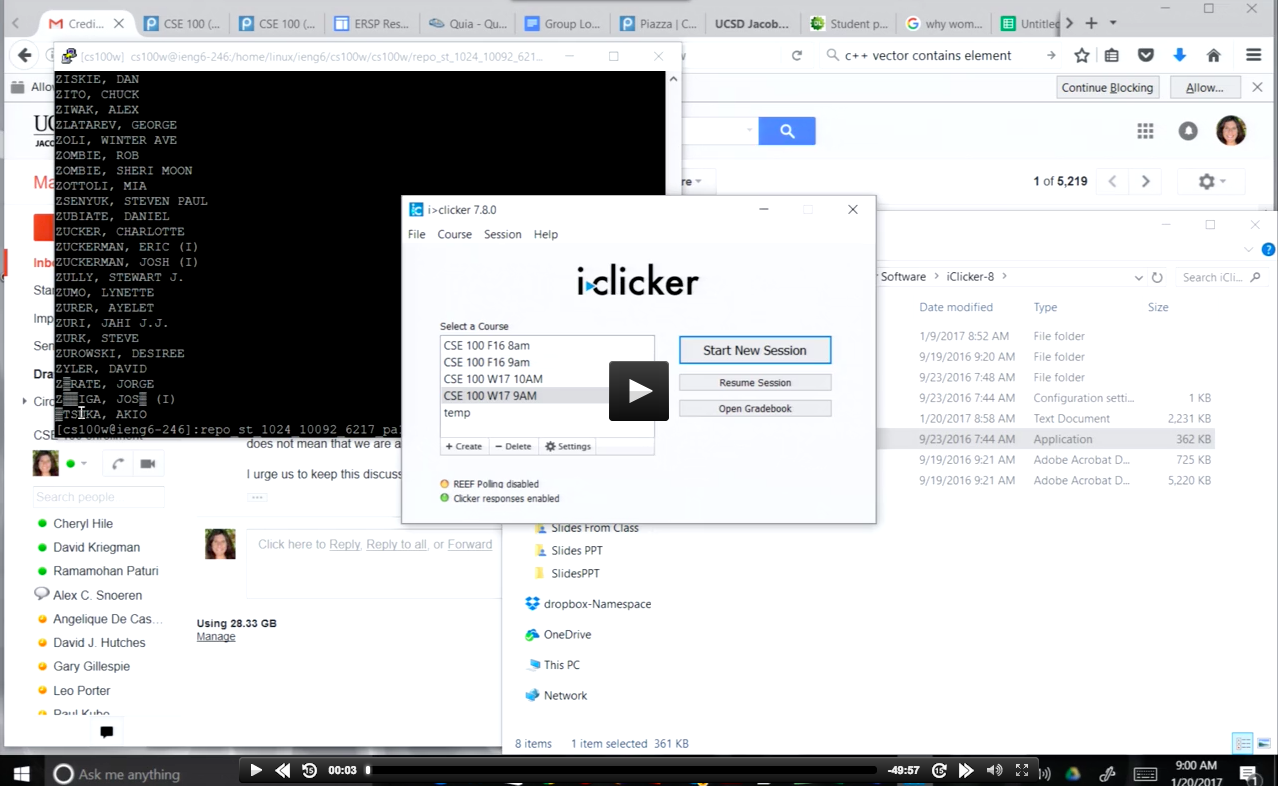 Credi...
CSE 100 (...
CSE 100 (...
ERSP Res...
Quia - Qu...
Group Lo...
Piazza | C...
UCSD Jacob...
Student p...
why wom...
Untitled
[cs100w] cs100w@ieng6-246:/home/linux/ieng6/cs100w/cs100w/repo_st_1024_10092_621...
c++ vector contains element
Allow
Continue Blocking
Allow...
ZISKIE, DAN
ZITO, CHUCK
ZIWAK, ALEX
ZLATAREV, GEORGE
ZOLI, WINTER AVE
ZOMBIE, ROB
ZOMBIE, SHERI MOON
ZOTTOLI, MIA
ZSENYUK, STEVEN PAUL
ZUBIATE, DANIEL
ZUCKER, CHARLOTTE
ZUCKERMAN, ERIC (I)
ZUCKERMAN, JOSH (I)
ZULLY, STEWART J.
ZUMO, LYNETTE
ZURER, AYELET
ZURI, JAHI J.J.
ZURK, STEVE
ZUROWSKI, DESIREE
ZYLER, DAVID
RATE, JORGE
IGA, JOS (I)
AKIO
[cs100w@ieng6-246]:repo_st_1024_10092_6217_pa
UC
JACO
Ma
re
1 of 5,219
Inbo
Star
Imp
Sen
Dra
Circ
CSE 100 enrollment
i>clicker 7.8.0
File Course Session Help
i>clicker
Select a Course
CSE 100 F16 8am
CSE 100 F16 9am
CSE 100 W17 10AM
CSE 100 W17 9AM
temp
+ Create
− Delete
Settings
Start New Session
Resume Session
Open Gradebook
REEF Polling disabled
Clicker responses enabled
Software > iClicker-8 >
Search iCli...
Date modified Type Size
1/9/2017 8:52 AM File folder
9/19/2016 9:20 AM File folder
9/23/2016 7:48 AM File folder
9/23/2016 7:44 AM Configuration setti... 1 KB
1/20/2017 8:58 AM Text Document 2,231 KB
9/23/2016 7:44 AM Application 362 KB
9/19/2016 9:21 AM Adobe Acrobat D... 725 KB
9/19/2016 9:21 AM Adobe Acrobat D... 5,220 KB
does not mean that we are a
I urge us to keep this discuss
Click here to Reply, Reply to all, or Forward
Using 28.33 GB
Manage
Search people
Cheryl Hile
David Kriegman
Ramamohan Paturi
Alex C. Snoeren
Angelique De Cas...
David J. Hutches
Gary Gillespie
Leo Porter
Paul Kube
Slides From Class
Slides PPT
SlidesPPT
dropbox-Namespace
OneDrive
This PC
Network
8 items 1 item selected 361 KB
Ask me anything
15
00:03
-49:57
15
9:00 AM
1/20/2017
1